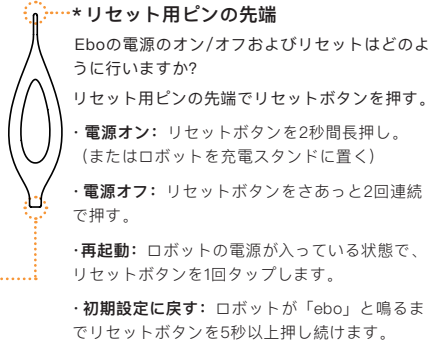 *リセット用ピンの先端
Eboの電源のオン/オフおよびリセットはどのよ
うに行いますか?
リセット用ピンの先端でリセットボタンを押す。
・電源オン：リセットボタンを2秒間長押し。
（またはロボットを充電スタンドに置く）
・電源オフ：リセットボタンをさあっと2回連続
で押す。
・再起動：ロボットの電源が入っている状態で、
リセットボタンを1回タップします。
・初期設定に戻す：ロボットが「ebo」と鳴るま
でリセットボタンを5秒以上押し続けます。